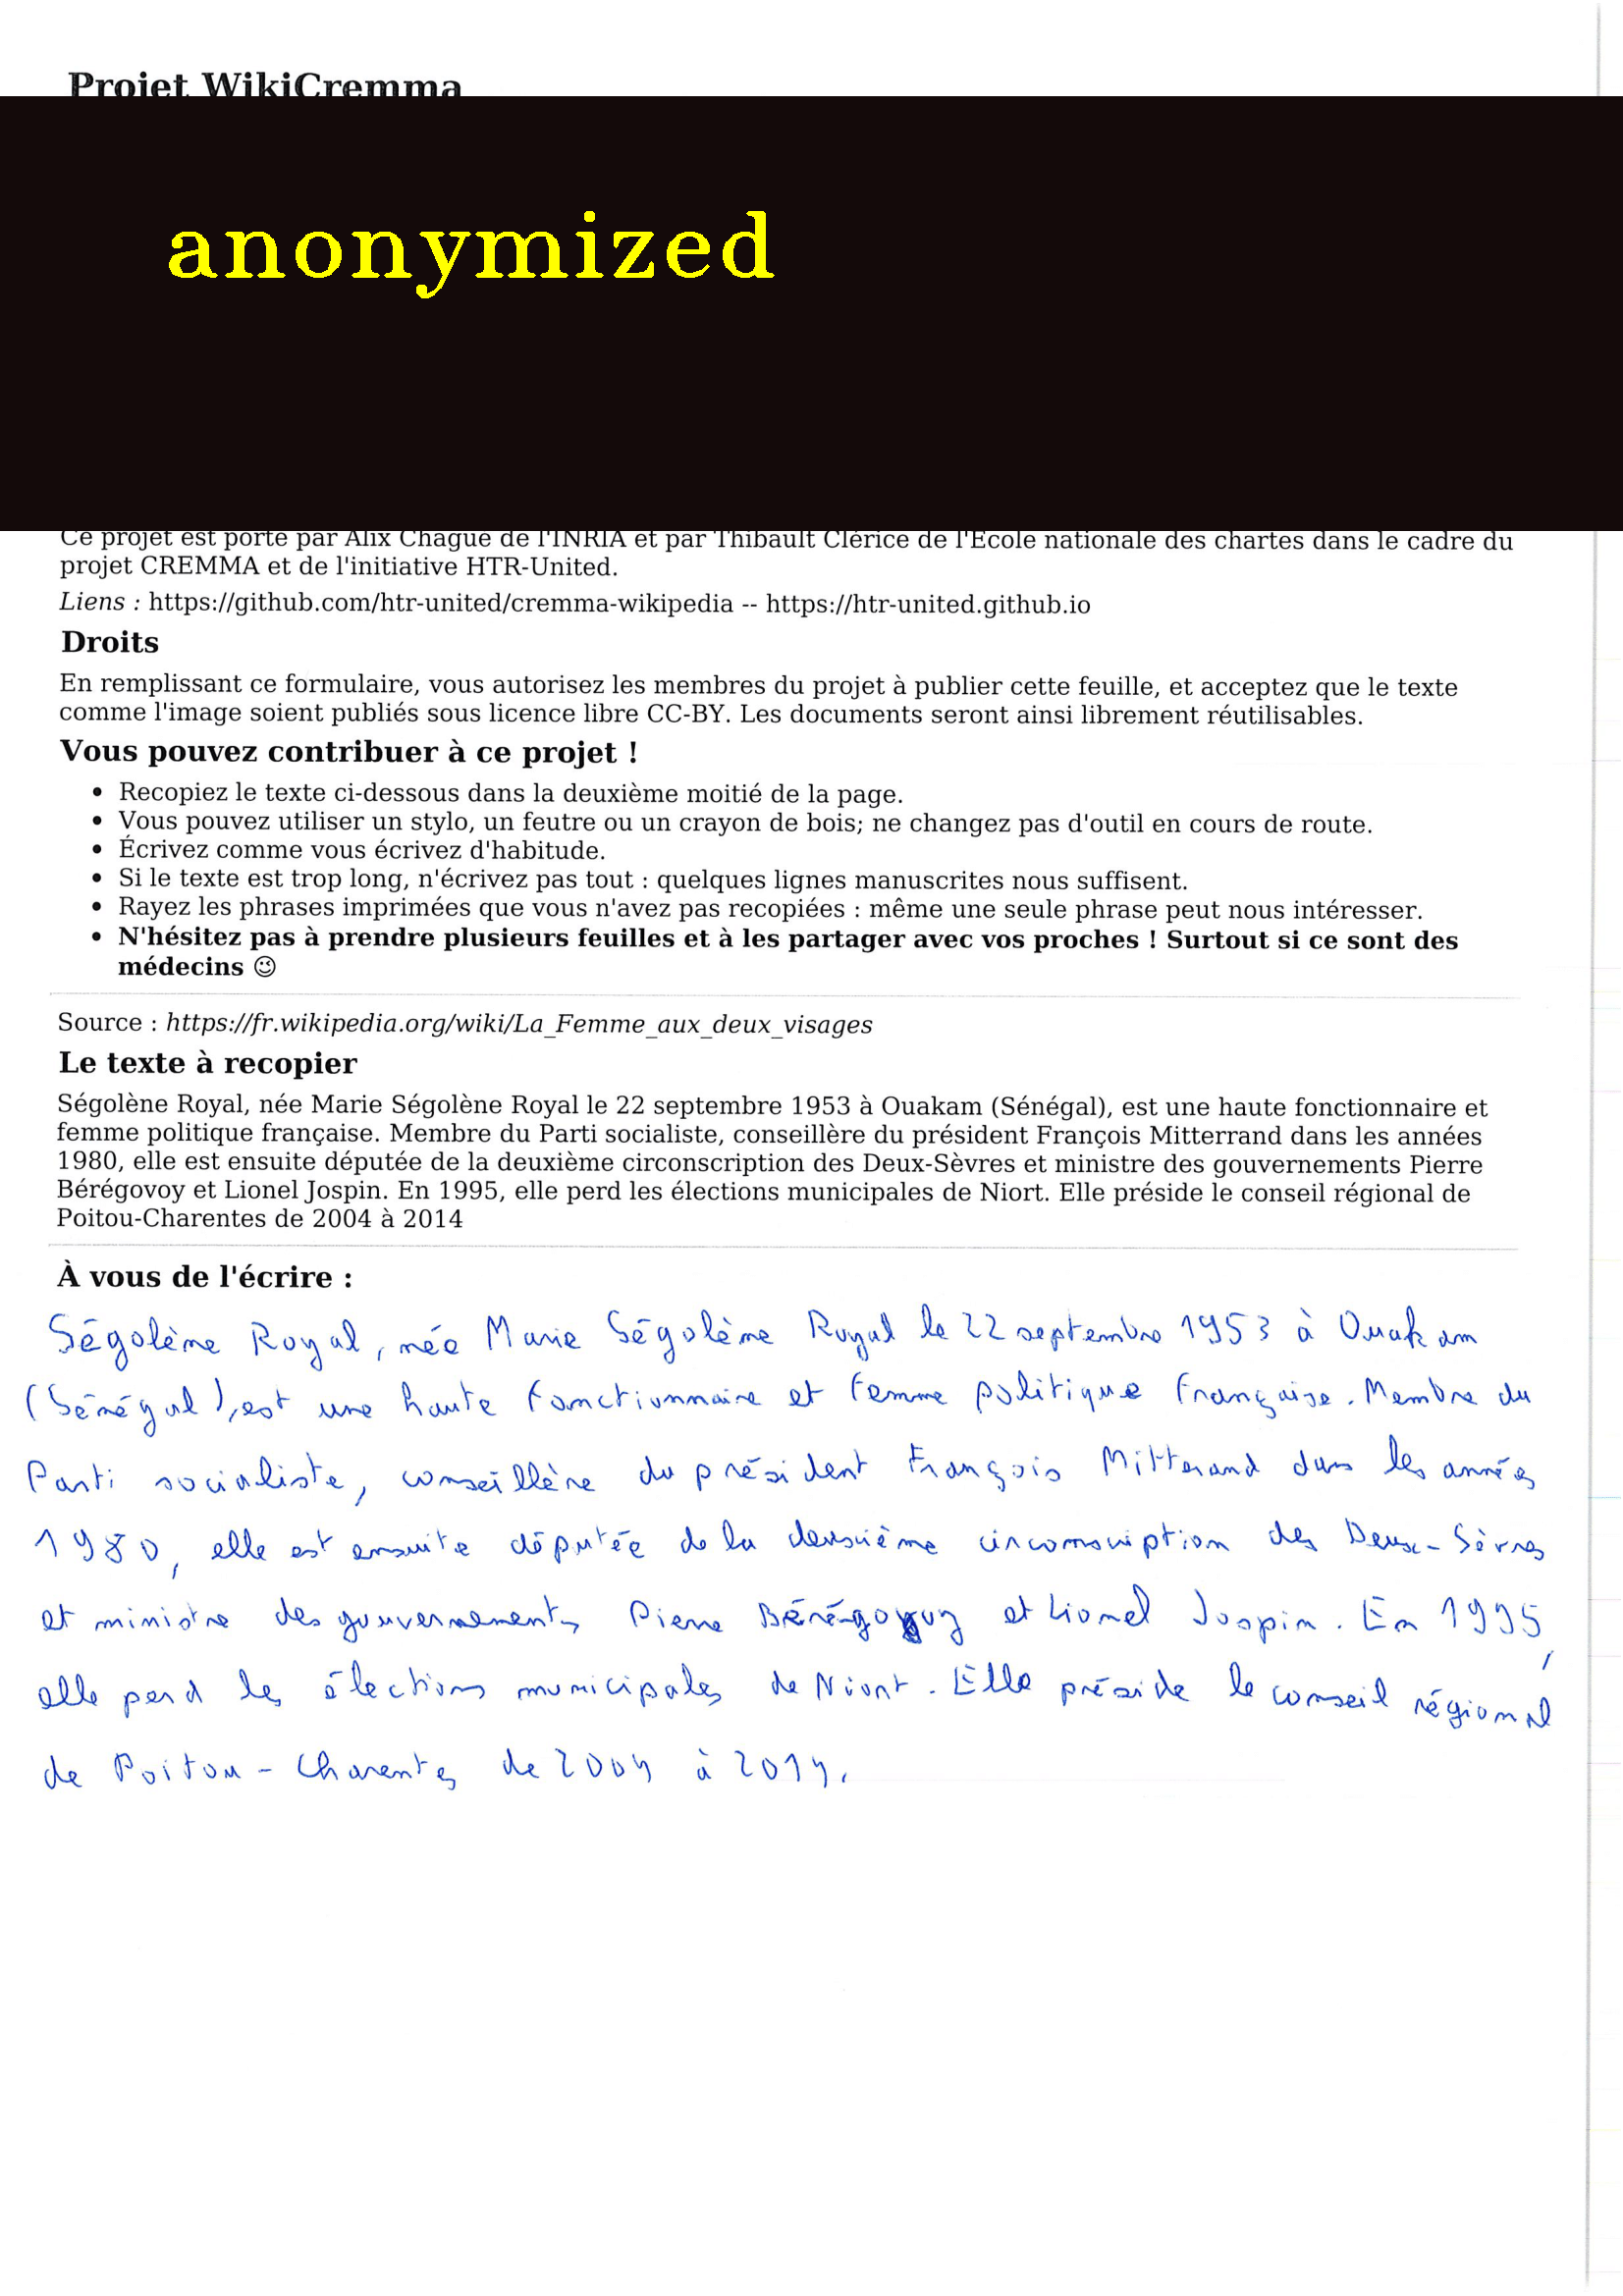 Projet WikiCremma
anonymized
Ce projet est porté par Alix Chagué de l'INRIA et par Thibault Clérice de l'École nationale des chartes dans le cadre du
projet CREMMA et de l'initiative HTR-United.
Liens : https://github.com/htr-united/cremma-wikipedia -- https://htr-united.github.io
Droits
En remplissant ce formulaire, vous autorisez les membres du projet à publier cette feuille, et acceptez que le texte
comme l'image soient publiés sous licence libre CC-BY. Les documents seront ainsi librement réutilisables.
Vous pouvez contribuer à ce projet !
• Recopiez le texte ci-dessous dans la deuxième moitié de la page.
• Vous pouvez utiliser un stylo, un feutre ou un crayon de bois; ne changez pas d'outil en cours de route.
• Écrivez comme vous écrivez d'habitude.
• Si le texte est trop long, n'écrivez pas tout : quelques lignes manuscrites nous suffisent.
• Rayez les phrases imprimées que vous n'avez pas recopiées : même une seule phrase peut nous intéresser.
• N'hésitez pas à prendre plusieurs feuilles et à les partager avec vos proches ! Surtout si ce sont des
médecins 😉
Source : https://fr.wikipedia.org/wiki/La_Femme_aux_deux_visages
Le texte à recopier
Ségolène Royal, née Marie Ségolène Royal le 22 septembre 1953 à Ouakam (Sénégal), est une haute fonctionnaire et
femme politique française. Membre du Parti socialiste, conseillère du président François Mitterrand dans les années
1980, elle est ensuite députée de la deuxième circonscription des Deux-Sèvres et ministre des gouvernements Pierre
Bérégovoy et Lionel Jospin. En 1995, elle perd les élections municipales de Niort. Elle préside le conseil régional de
Poitou-Charentes de 2004 à 2014
À vous de l'écrire :
Ségolène Royal, née Marie Ségolène Royal le 22 septembre 1953 à Ouakam
(Sénégal), est une haute fonctionnaire et femme politique française. Membre du
Parti socialiste, conseillère du président François Mitterand dans les années
1980, elle est ensuite députée de la deuxième circonscription des Deux-Sèvres
et ministre des gouvernements Pierre Bérégovoy et Lionel Jospin. En 1995,
elle perd les élections municipales de Niort. Elle préside le conseil régional
de Poitou-Charentes de 2004 à 2014.